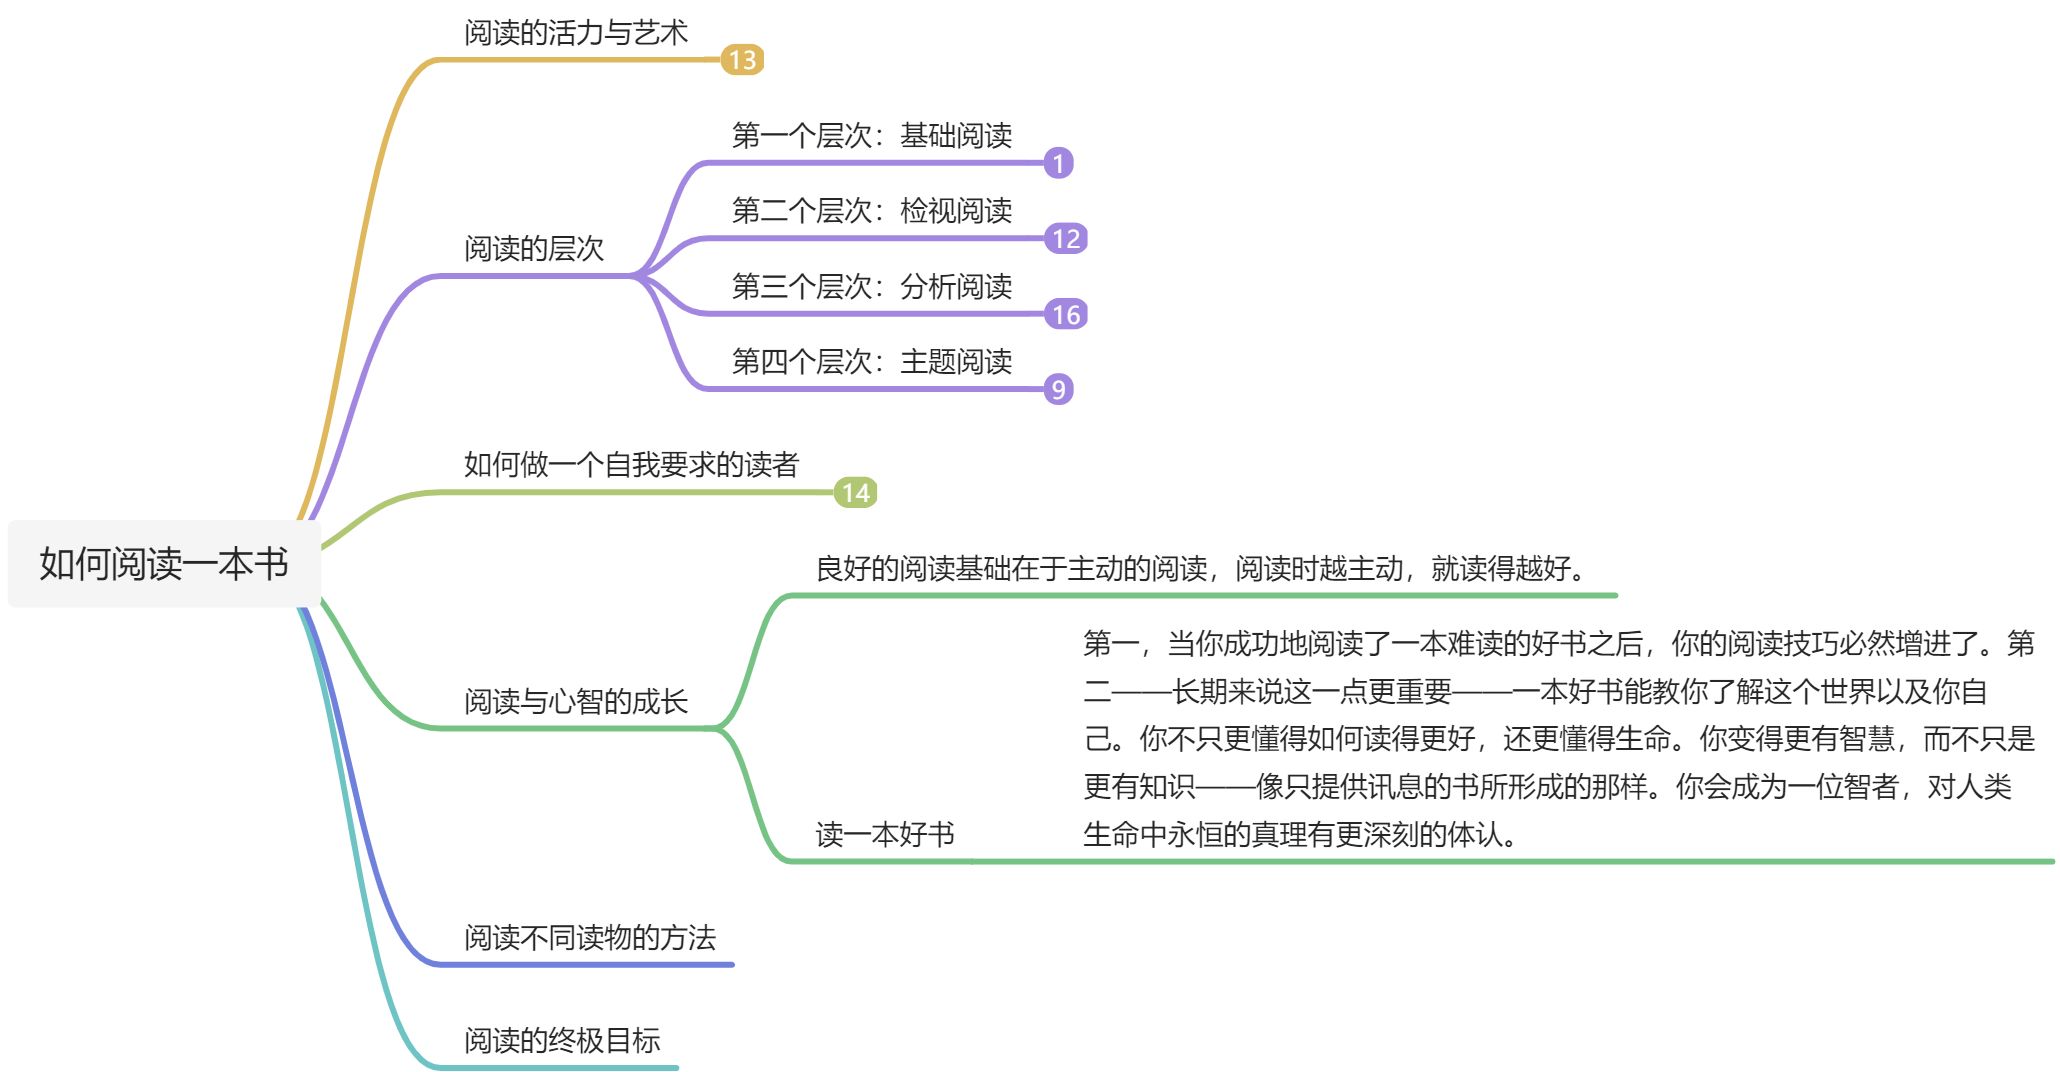 阅读的活力与艺术
13
第一个层次：基础阅读
1
第二个层次：检视阅读
12
阅读的层次
第三个层次：分析阅读
16
第四个层次：主题阅读
9
如何做一个自我要求的读者
14
如何阅读一本书
良好的阅读基础在于主动的阅读，阅读时越主动，就读得越好。
第一，当你成功地阅读了一本难读的好书之后，你的阅读技巧必然增进了。第
二——长期来说这一点更重要——一本好书能教你了解这个世界以及你自
己。你不只更懂得如何读得更好，还更懂得生命。你变得更有智慧，而不只是
更有知识——像只提供讯息的书所形成的那样。你会成为一位智者，对人类
生命中永恒的真理有更深刻的体认。
阅读与心智的成长
读一本好书
阅读不同读物的方法
阅读的终极目标